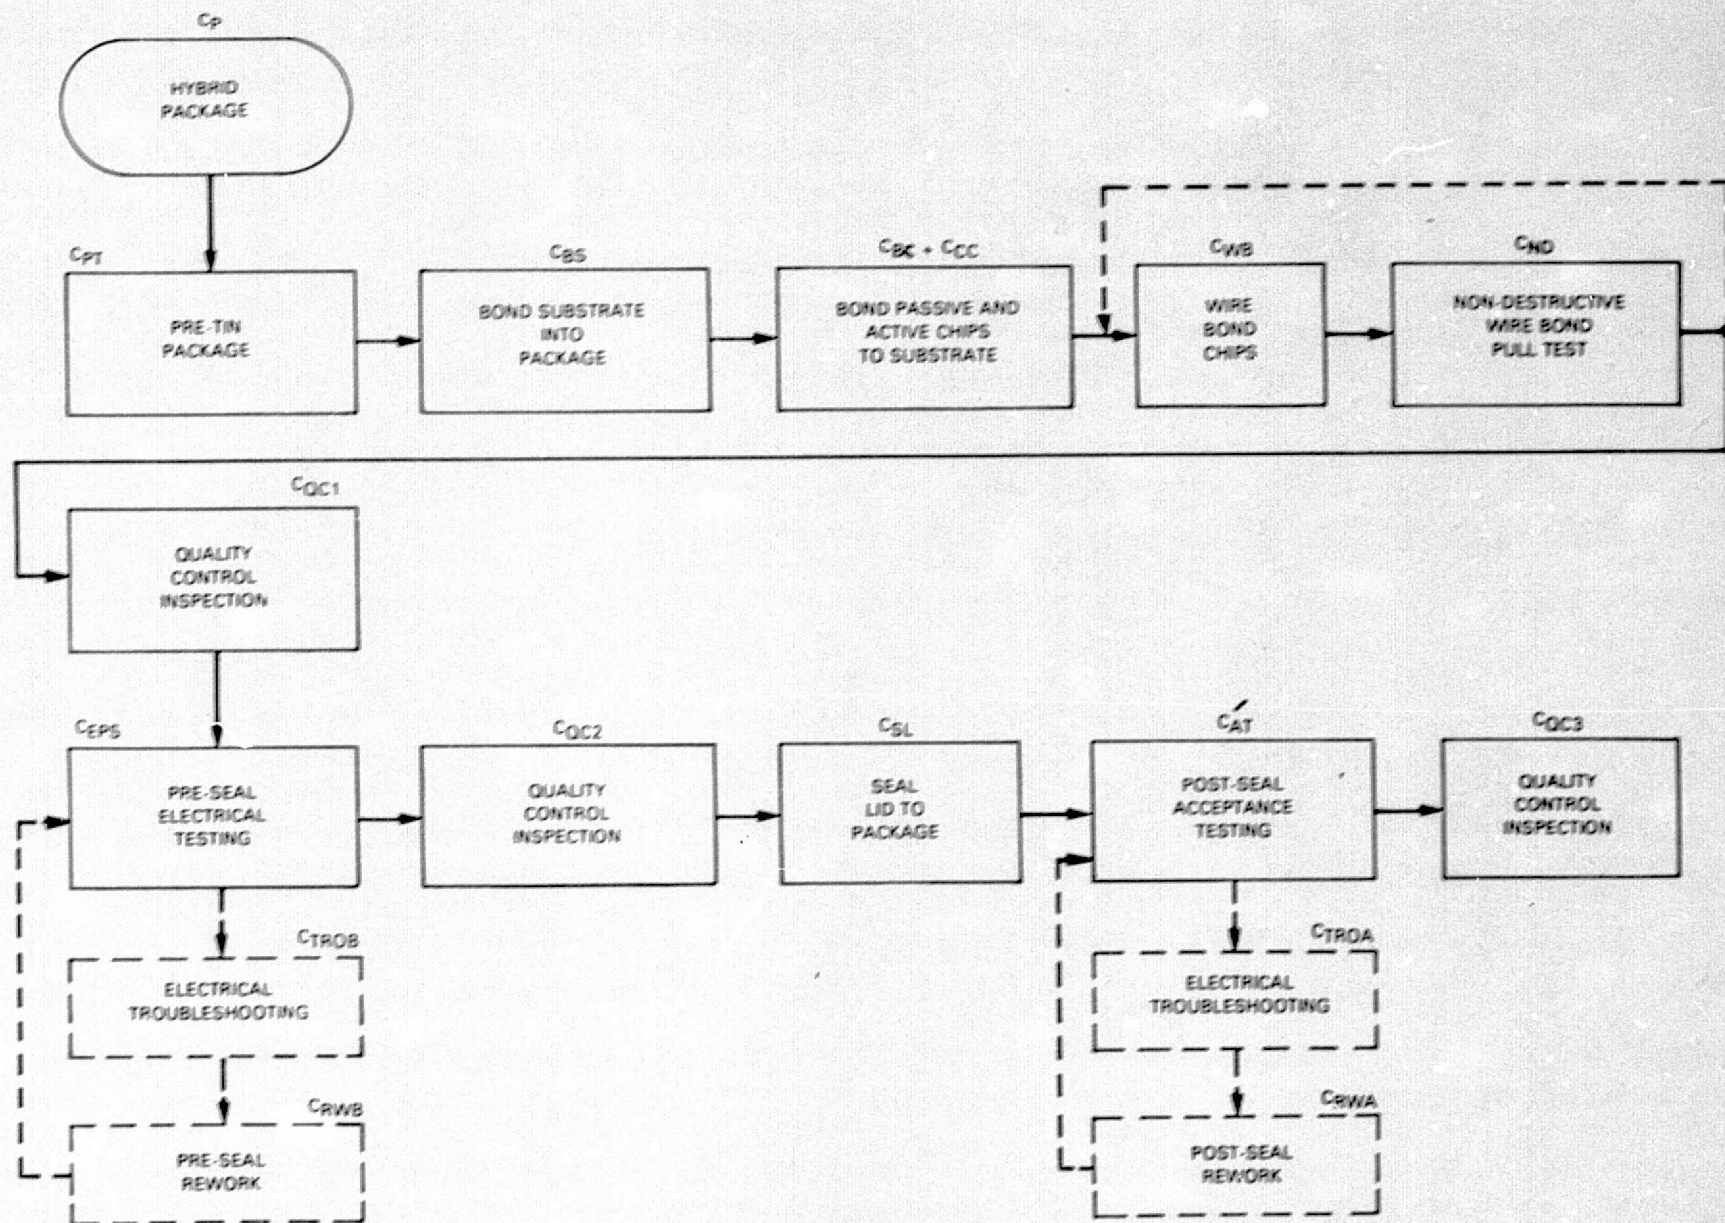 CP
HYBRID
PACKAGE
CPT
PRE-TIN
PACKAGE
CBS
BOND SUBSTRATE
INTO
PACKAGE
CBC + CCC
BOND PASSIVE AND
ACTIVE CHIPS
TO SUBSTRATE
CWB
WIRE
BOND
CHIPS
CND
NON-DESTRUCTIVE
WIRE BOND
PULL TEST
CQC1
QUALITY
CONTROL
INSPECTION
CEPS
PRE-SEAL
ELECTRICAL
TESTING
CQC2
QUALITY
CONTROL
INSPECTION
CSL
SEAL
LID TO
PACKAGE
C'AT
POST-SEAL
ACCEPTANCE
TESTING
CQC3
QUALITY
CONTROL
INSPECTION
CTROB
ELECTRICAL
TROUBLESHOOTING
CTROA
ELECTRICAL
TROUBLESHOOTING
CRWB
PRE-SEAL
REWORK
CRWA
POST-SEAL
REWORK